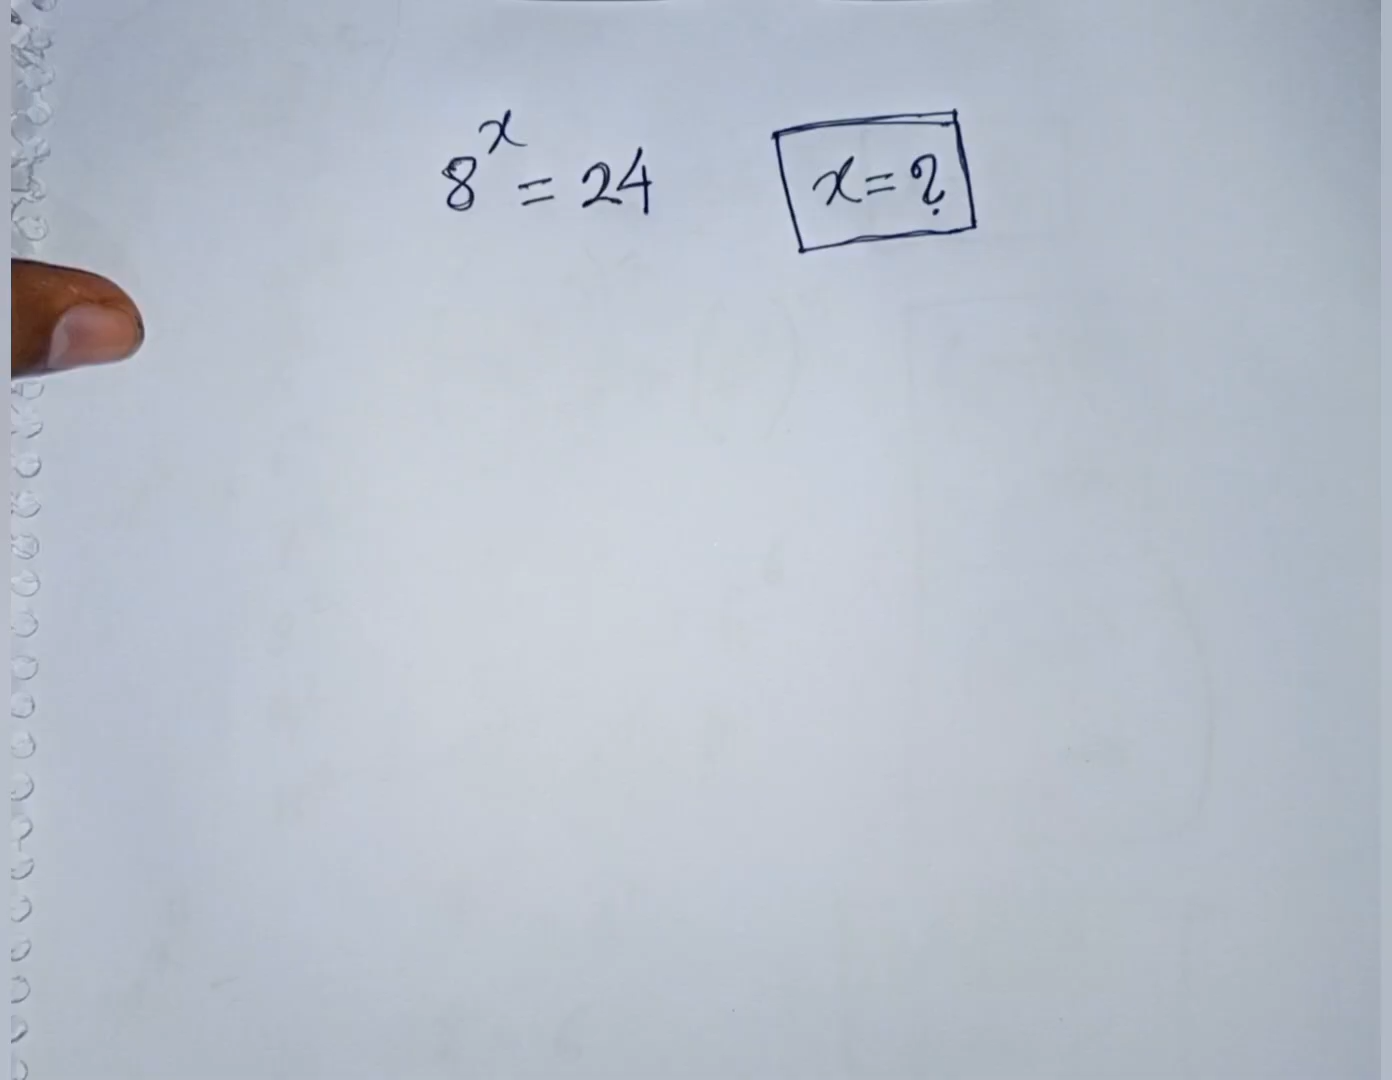 8^x = 24 x = ?